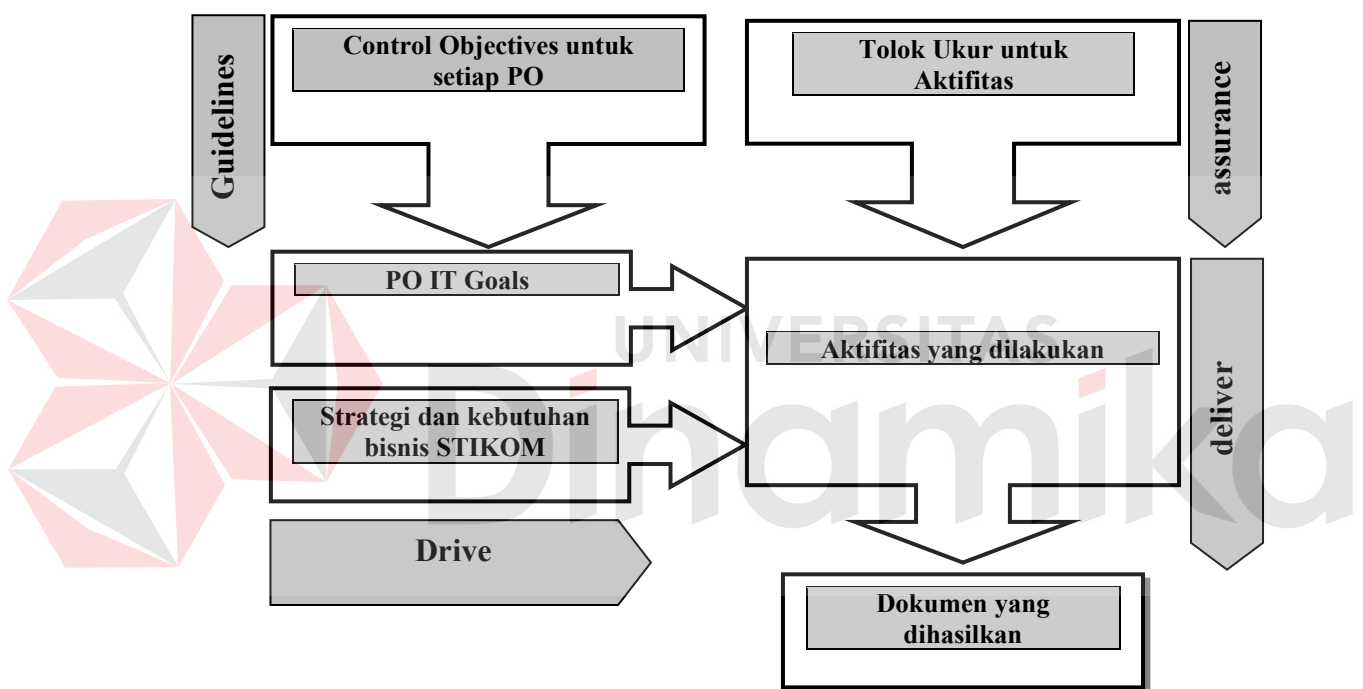 Guidelines
Control Objectives untuk
setiap PO
Tolok Ukur untuk
Aktifitas
assurance
PO IT Goals
UNIVERSITAS
Dinamika
Aktifitas yang dilakukan
Strategi dan kebutuhan
bisnis STIKOM
deliver
Drive
Dokumen yang
dihasilkan